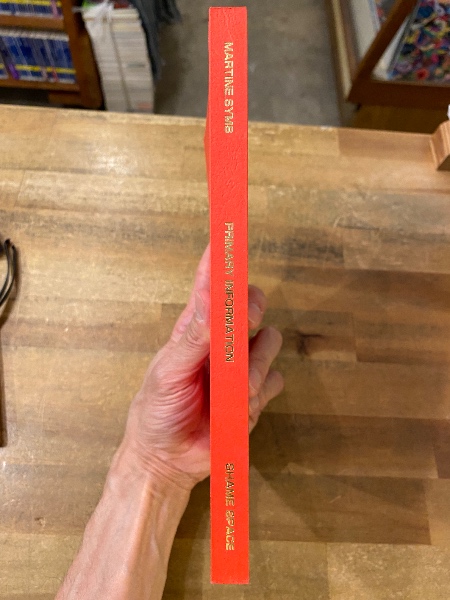 MARTINE SYMS
PRIMARY INFORMATION
SHAME SPACE